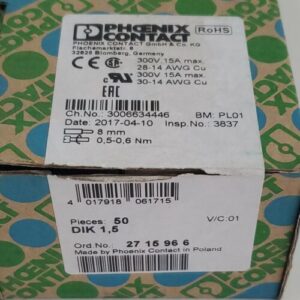 PHOENIX
CONTACT
RoHS
PHOENIX CONTACT GmbH & Co. KG
Flachsmarktstr. 8
32825 Blomberg, Germany
300V 15A max.
28-14 AWG Cu
300V 15A max.
30-14 AWG Cu
EAC
Ch.No.: 3006634446 BM: PL01
Date: 2017-04-10 Insp.No.: 3837
8 mm
0,5-0,6 Nm
4 017918 061715
Pieces: 50 V/C:01
DIK 1,5
Ord.No. 27 15 96 6
Made by Phoenix Contact in Poland